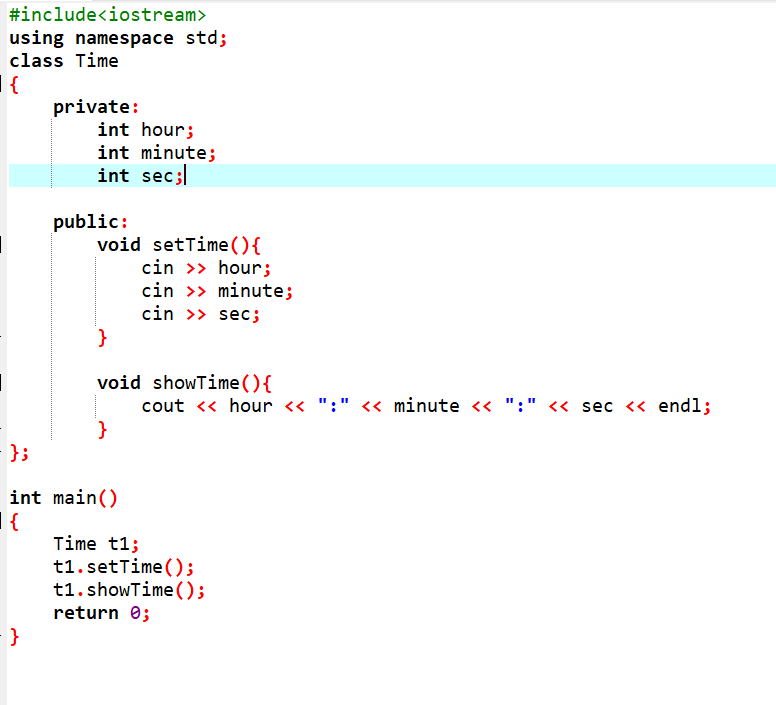 #include<iostream>
using namespace std;
class Time
{
    private:
        int hour;
        int minute;
        int sec;

    public:
        void setTime(){
            cin >> hour;
            cin >> minute;
            cin >> sec;
        }

        void showTime(){
            cout << hour << ":" << minute << ":" << sec << endl;
        }
};

int main()
{
    Time t1;
    t1.setTime();
    t1.showTime();
    return 0;
}